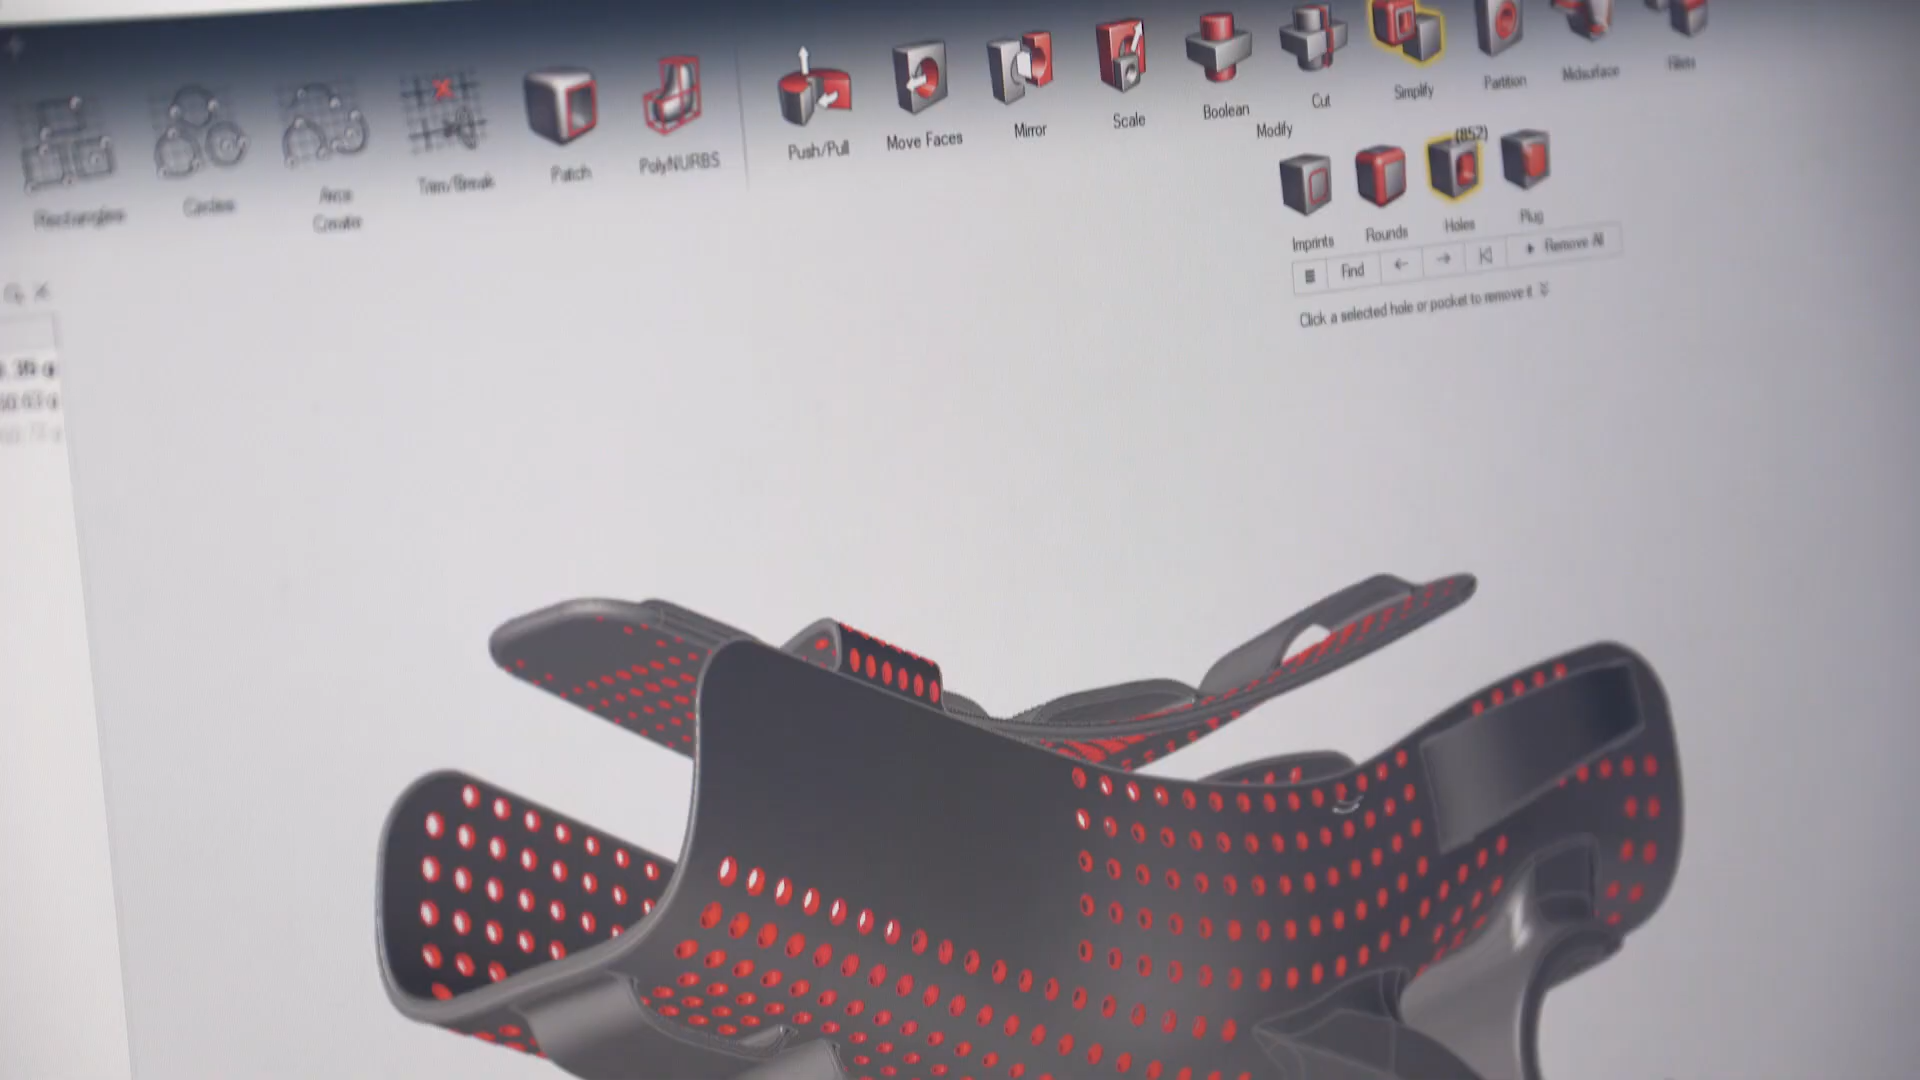 Rectangles
Circles
Arcs
Create
Trim/Break
Patch
PolyNURBS
Push/Pull
Move Faces
Mirror
Scale
Boolean
Modify
Cut
Simplify
Partition
Midsurface
Fillets
(852)
Imprints
Rounds
Holes
Plug
Find
Remove All
Click a selected hole or pocket to remove it